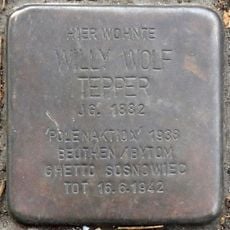 HIER WOHNTE
WILLY WOLF
TEPPER
JG. 1882
'POLENAKTION' 1938
BEUTHEN/BYTOM
GHETTO SOSNOWIEC
TOT 16.6.1942